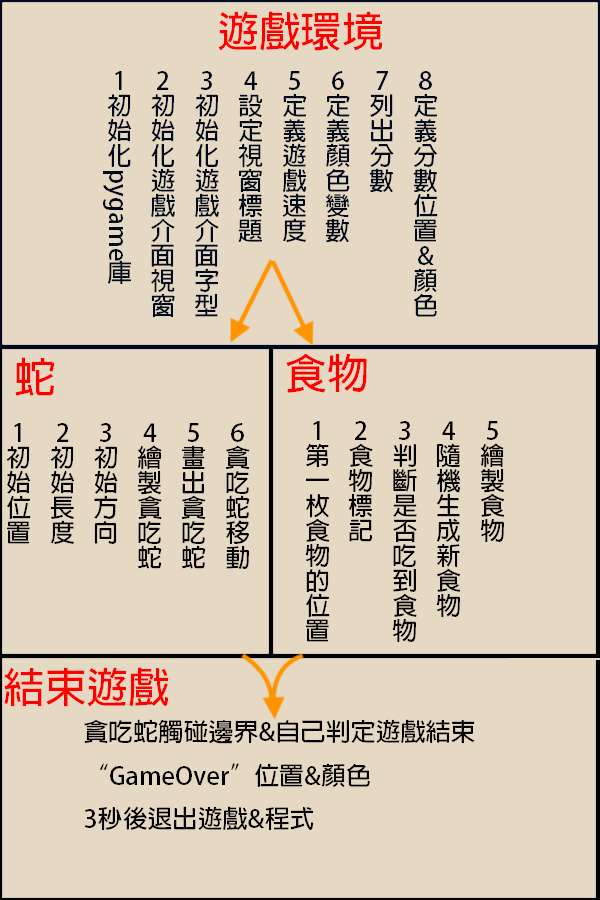 遊戲環境
1初始化pygame庫
2初始化遊戲介面視窗
3初始化遊戲介面字型
4設定視窗標題
5定義遊戲速度
6定義顏色變數
7列出分數
8定義分數位置&顏色
蛇
1初始位置
2初始長度
3初始方向
4繪製貪吃蛇
5畫出貪吃蛇
6貪吃蛇移動
食物
1第一枚食物的位置
2食物標記
3判斷是否吃到食物
4隨機生成新食物
5繪製食物
結束遊戲
貪吃蛇觸碰邊界&自己判定遊戲結束
“GameOver”位置&顏色
3秒後退出遊戲&程式